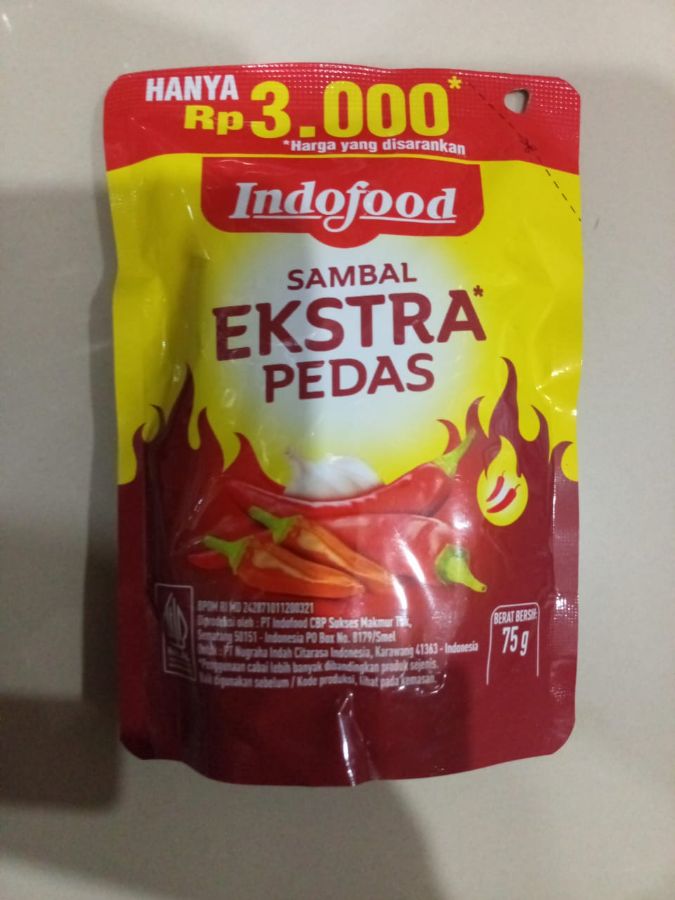 HANYA
Rp 3.000*
*Harga yang disarankan
Indofood
SAMBAL
EKSTRA*
PEDAS
BPOM RI MD 242871011200321
Diproduksi oleh : PT Indofood CBP Sukses Makmur Tbk,
Semarang 50151 - Indonesia PO Box No. 8179/Smel
: PT Nugraha Indah Citarasa Indonesia, Karawang 41363 - Indonesia
*Penggunaan cabai lebih banyak dibandingkan produk sejenis.
Baik digunakan sebelum / Kode produksi, lihat pada kemasan.
BERAT BERSIH:
75 g